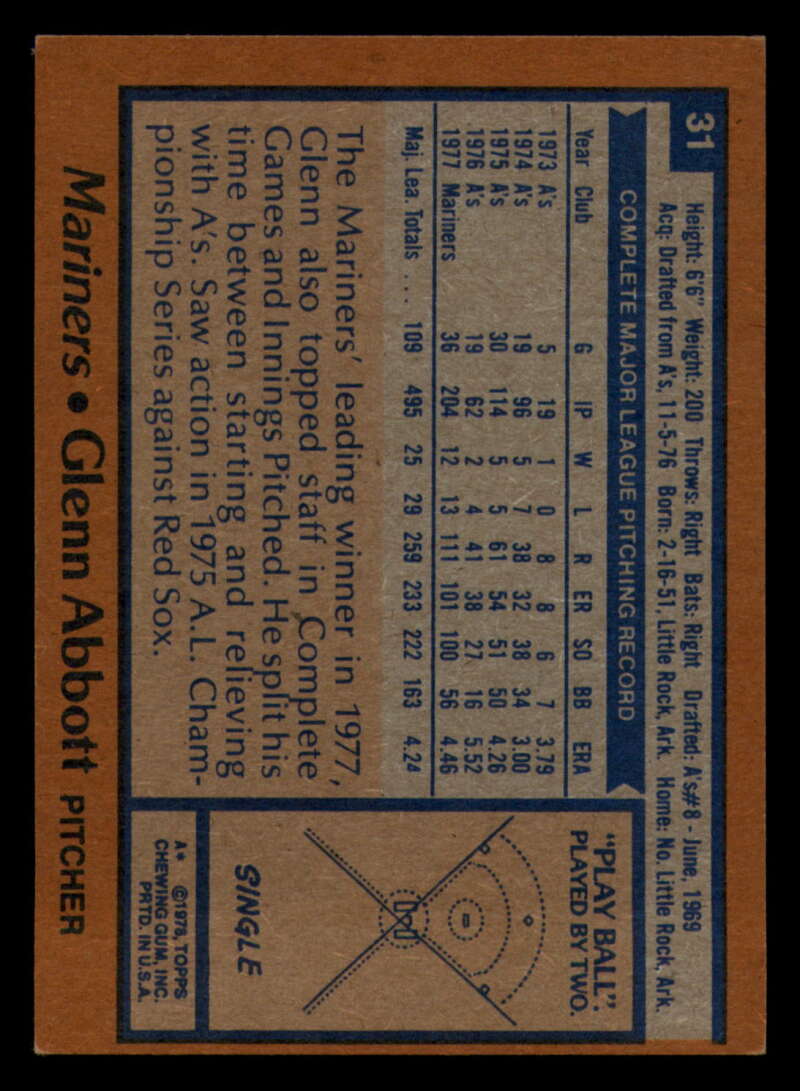 31
Height: 6'6" Weight: 200 Throws: Right Bats: Right Drafted: A's#8 - June, 1969
Acq: Drafted from A's, 11-5-76 Born: 2-16-51, Little Rock, Ark. Home: No. Little Rock, Ark.
COMPLETE MAJOR LEAGUE PITCHING RECORD
Year Club G IP W L R ER SO BB ERA
1973 A's 5 19 1 0 8 8 6 7 3.79
1974 A's 19 96 5 7 38 32 38 34 3.00
1975 A's 30 114 5 5 61 54 51 50 4.26
1976 A's 19 62 2 4 41 38 27 16 5.52
1977 Mariners 36 204 12 13 111 101 100 56 4.46
Maj. Lea. Totals ... 109 495 25 29 259 233 222 163 4.24
The Mariners' leading winner in 1977,
Glenn also topped staff in Complete
Games and Innings Pitched. He split his
time between starting and relieving
with A's. Saw action in 1975 A.L. Cham-
pionship Series against Red Sox.
"PLAY BALL":
PLAYED BY TWO.
SINGLE
A* ©1978, TOPPS
CHEWING GUM, INC.
PRTD. IN U.S.A.
Mariners • Glenn Abbott PITCHER